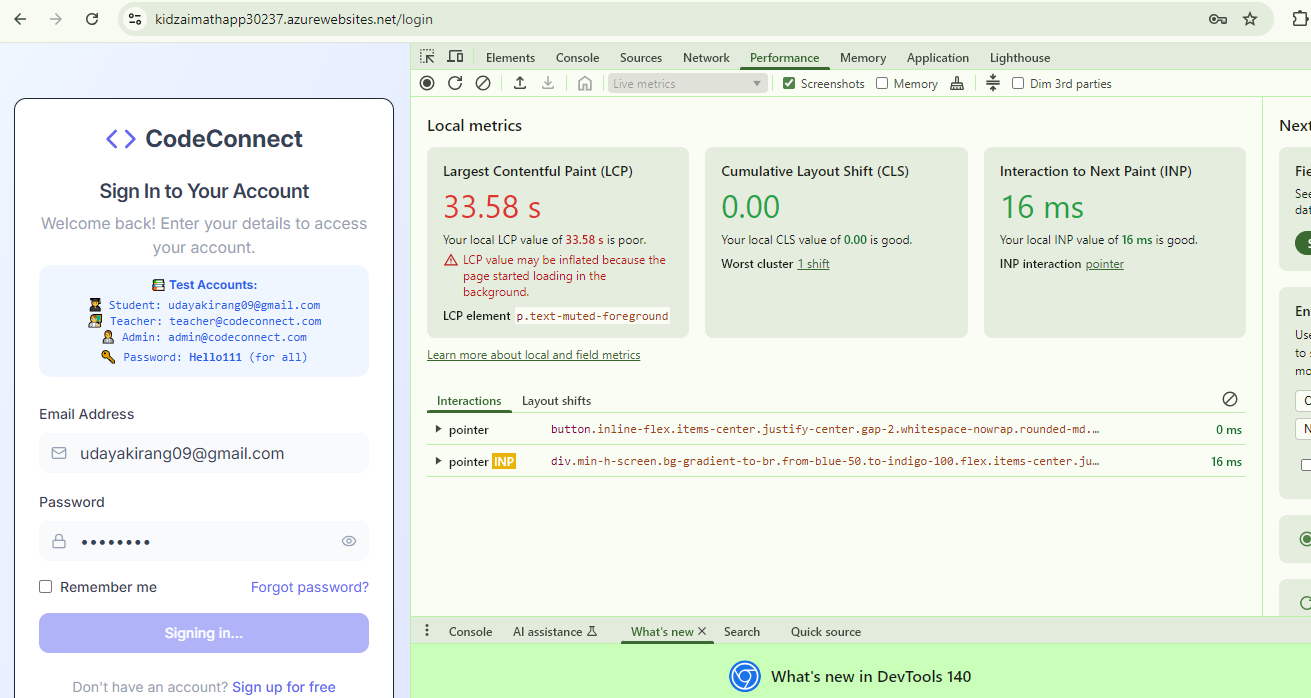 kidzaimathapp30237.azurewebsites.net/login
CodeConnect
Sign In to Your Account
Welcome back! Enter your details to access
your account.
Test Accounts:
Student: udayakirang09@gmail.com
Teacher: teacher@codeconnect.com
Admin: admin@codeconnect.com
Password: Hello111 (for all)
Email Address
udayakirang09@gmail.com
Password
••••••••
Remember me
Forgot password?
Signing in...
Don't have an account? Sign up for free
Elements Console Sources Network Performance Memory Application Lighthouse
Live metrics Screenshots Memory Dim 3rd parties
Local metrics
Largest Contentful Paint (LCP)
33.58 s
Your local LCP value of 33.58 s is poor.
LCP value may be inflated because the
page started loading in the
background.
LCP element p.text-muted-foreground
Cumulative Layout Shift (CLS)
0.00
Your local CLS value of 0.00 is good.
Worst cluster 1 shift
Interaction to Next Paint (INP)
16 ms
Your local INP value of 16 ms is good.
INP interaction pointer
Learn more about local and field metrics
Interactions Layout shifts
pointer button.inline-flex.items-center.justify-center.gap-2.whitespace-nowrap.rounded-md.… 0 ms
pointer INP div.min-h-screen.bg-gradient-to-br.from-blue-50.to-indigo-100.flex.items-center.ju… 16 ms
Next
Fie
See
dat
S
En
Use
to s
mo
N
Console AI assistance What's new Search Quick source
What's new in DevTools 140